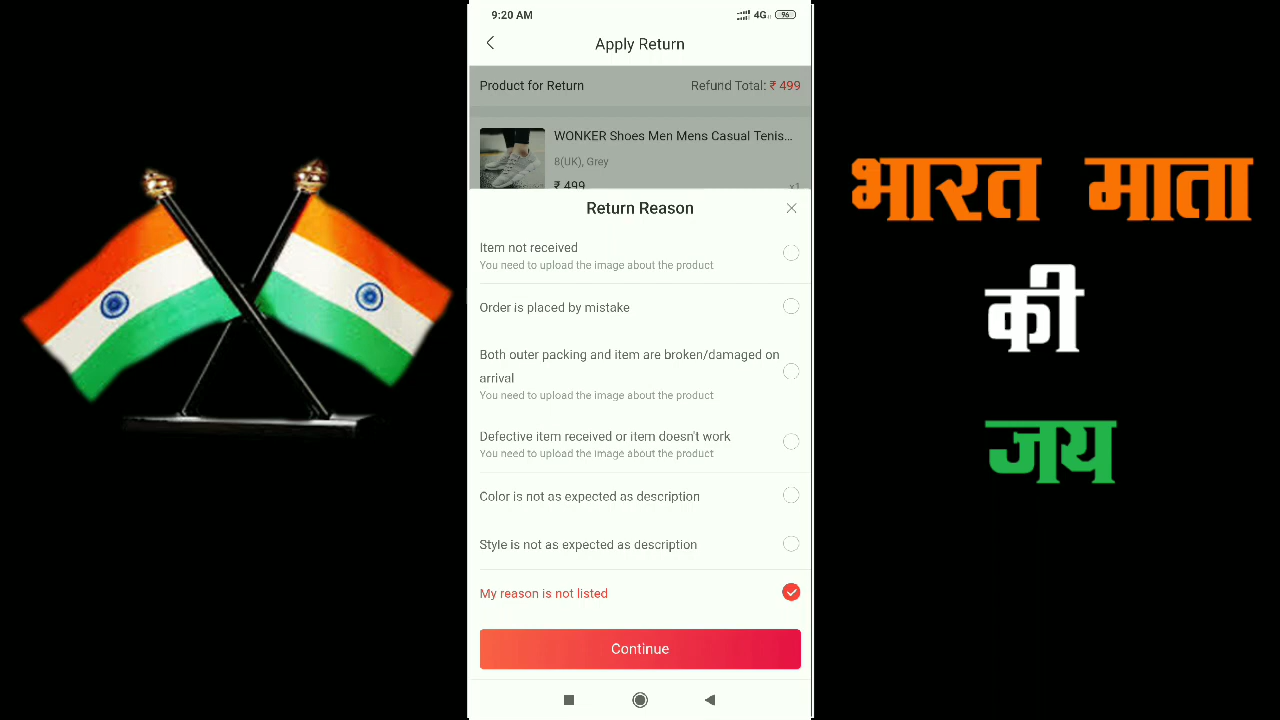 9:20 AM
4G
96
Apply Return
Product for Return
Refund Total: ₹ 499
WONKER Shoes Men Mens Casual Tenis...
8(UK), Grey
₹ 499
x1
Return Reason
Item not received
You need to upload the image about the product
Order is placed by mistake
Both outer packing and item are broken/damaged on
arrival
You need to upload the image about the product
Defective item received or item doesn't work
You need to upload the image about the product
Color is not as expected as description
Style is not as expected as description
My reason is not listed
Continue
भारत माता
की
जय